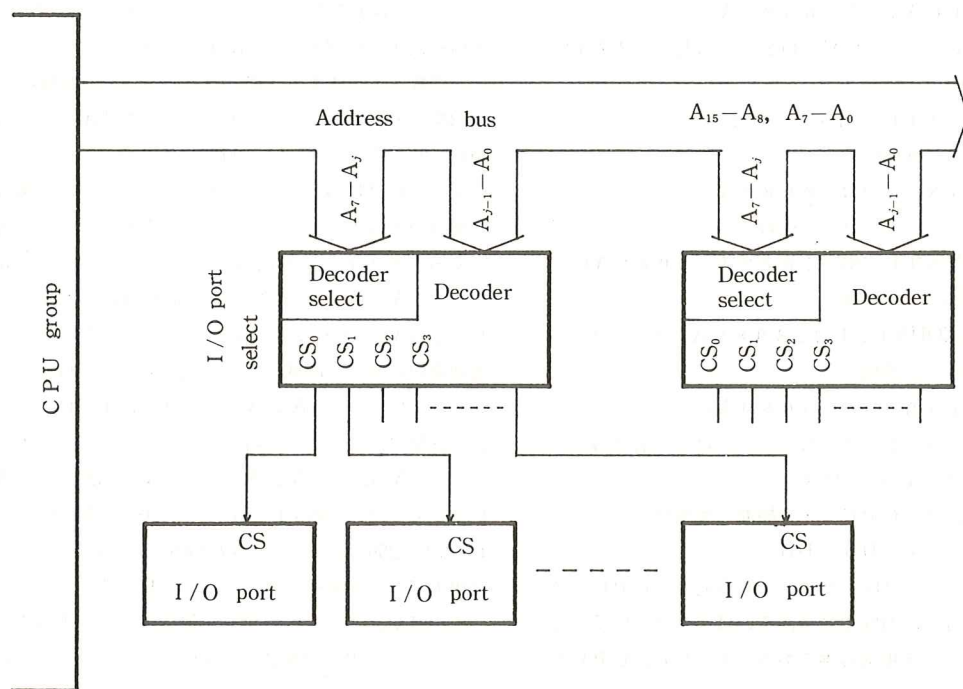 Address bus A₁₅−A₈, A₇−A₀
A₇−Aⱼ
Aⱼ₋₁−A₀
A₇−Aⱼ
Aⱼ₋₁−A₀
CPU group
I/O port
select
Decoder
select
Decoder
CS₀ CS₁ CS₂ CS₃
Decoder
select
Decoder
CS₀ CS₁ CS₂ CS₃
CS
I/O port
CS
I/O port
CS
I/O port